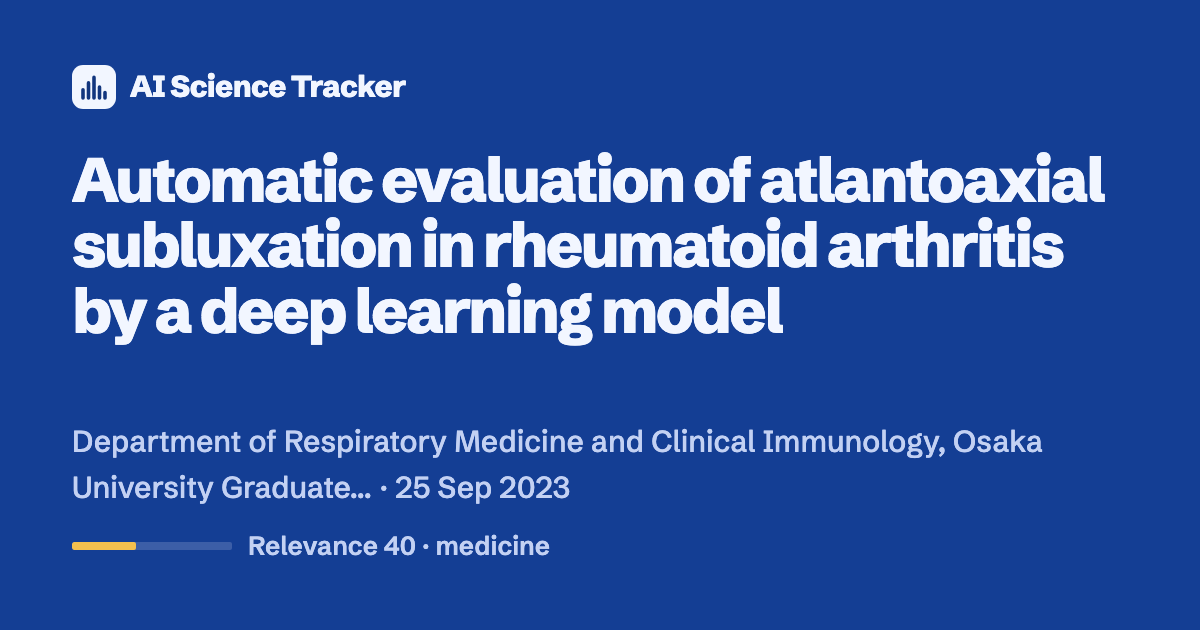 AI Science Tracker
Automatic evaluation of atlantoaxial
subluxation in rheumatoid arthritis
by a deep learning model
Department of Respiratory Medicine and Clinical Immunology, Osaka
University Graduate... · 25 Sep 2023
Relevance 40 · medicine